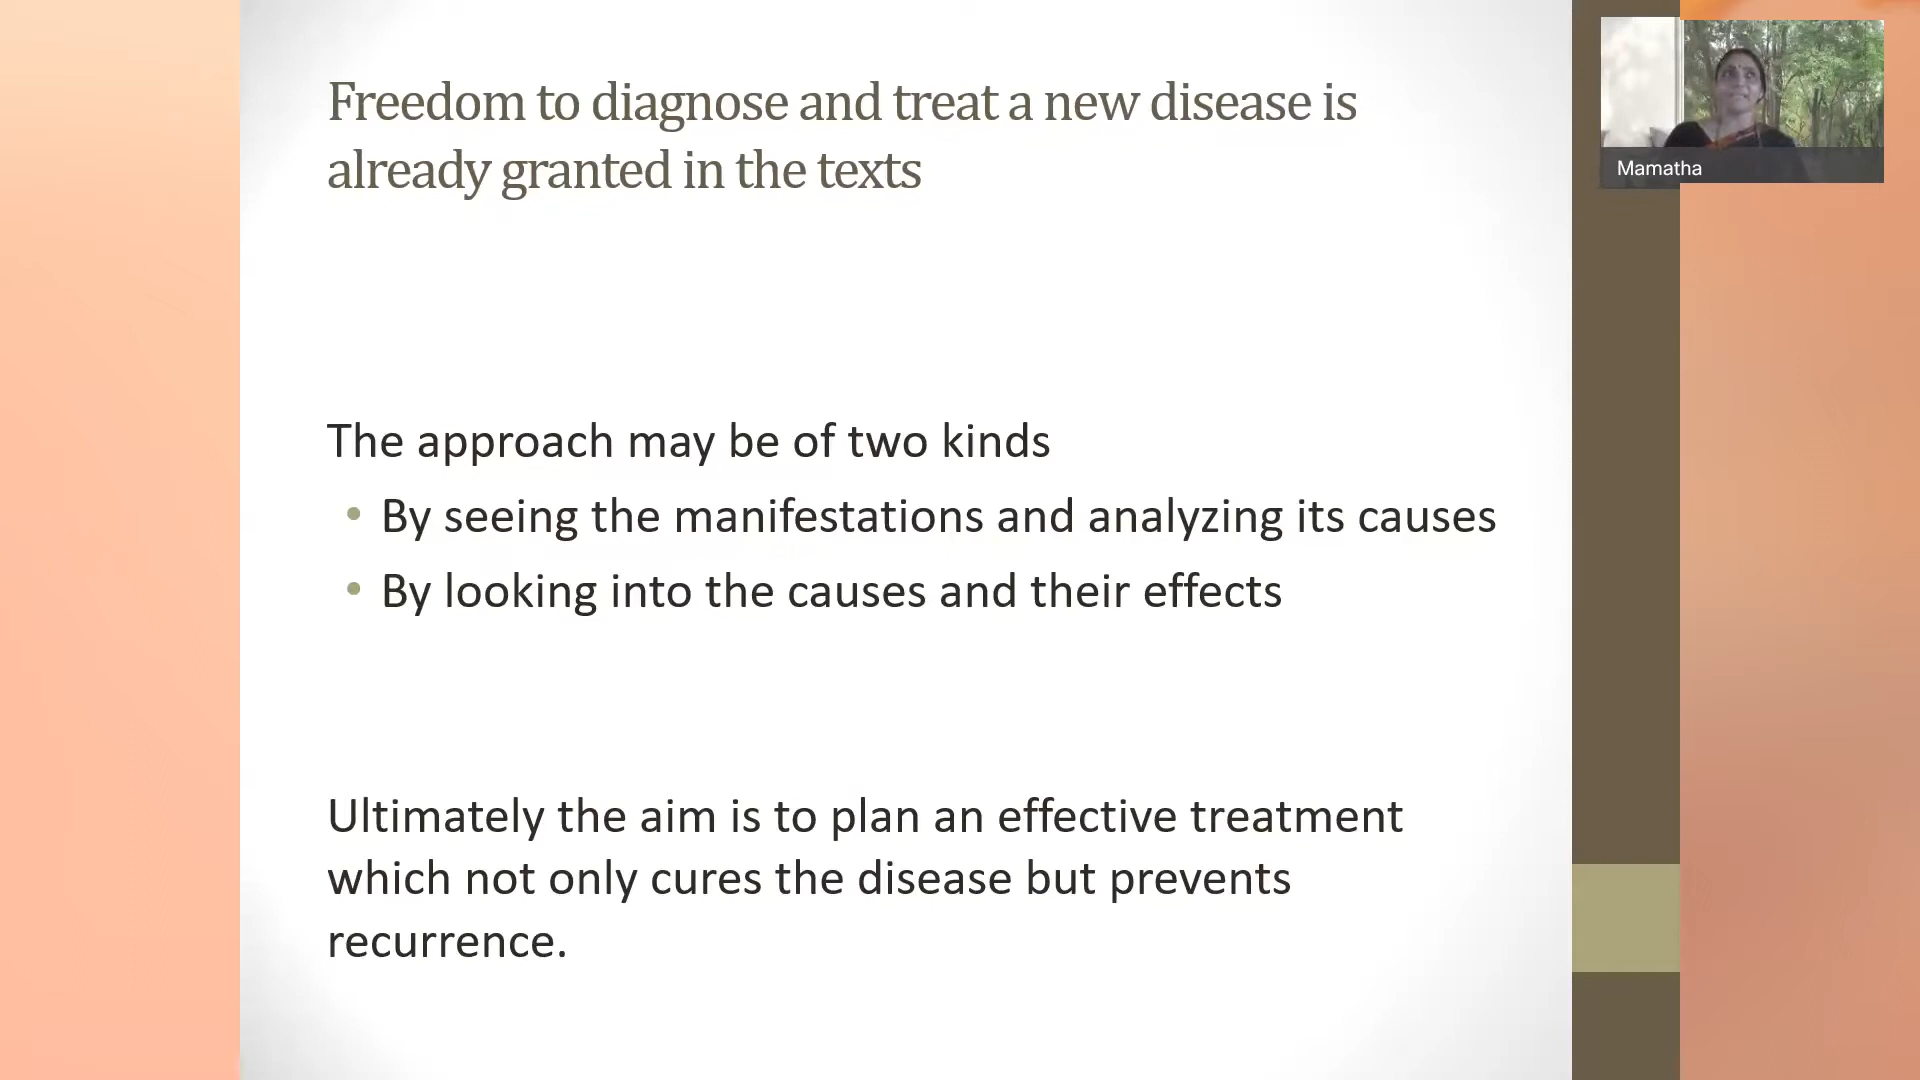 Freedom to diagnose and treat a new disease is
already granted in the texts
Mamatha
The approach may be of two kinds
• By seeing the manifestations and analyzing its causes
• By looking into the causes and their effects
Ultimately the aim is to plan an effective treatment
which not only cures the disease but prevents
recurrence.